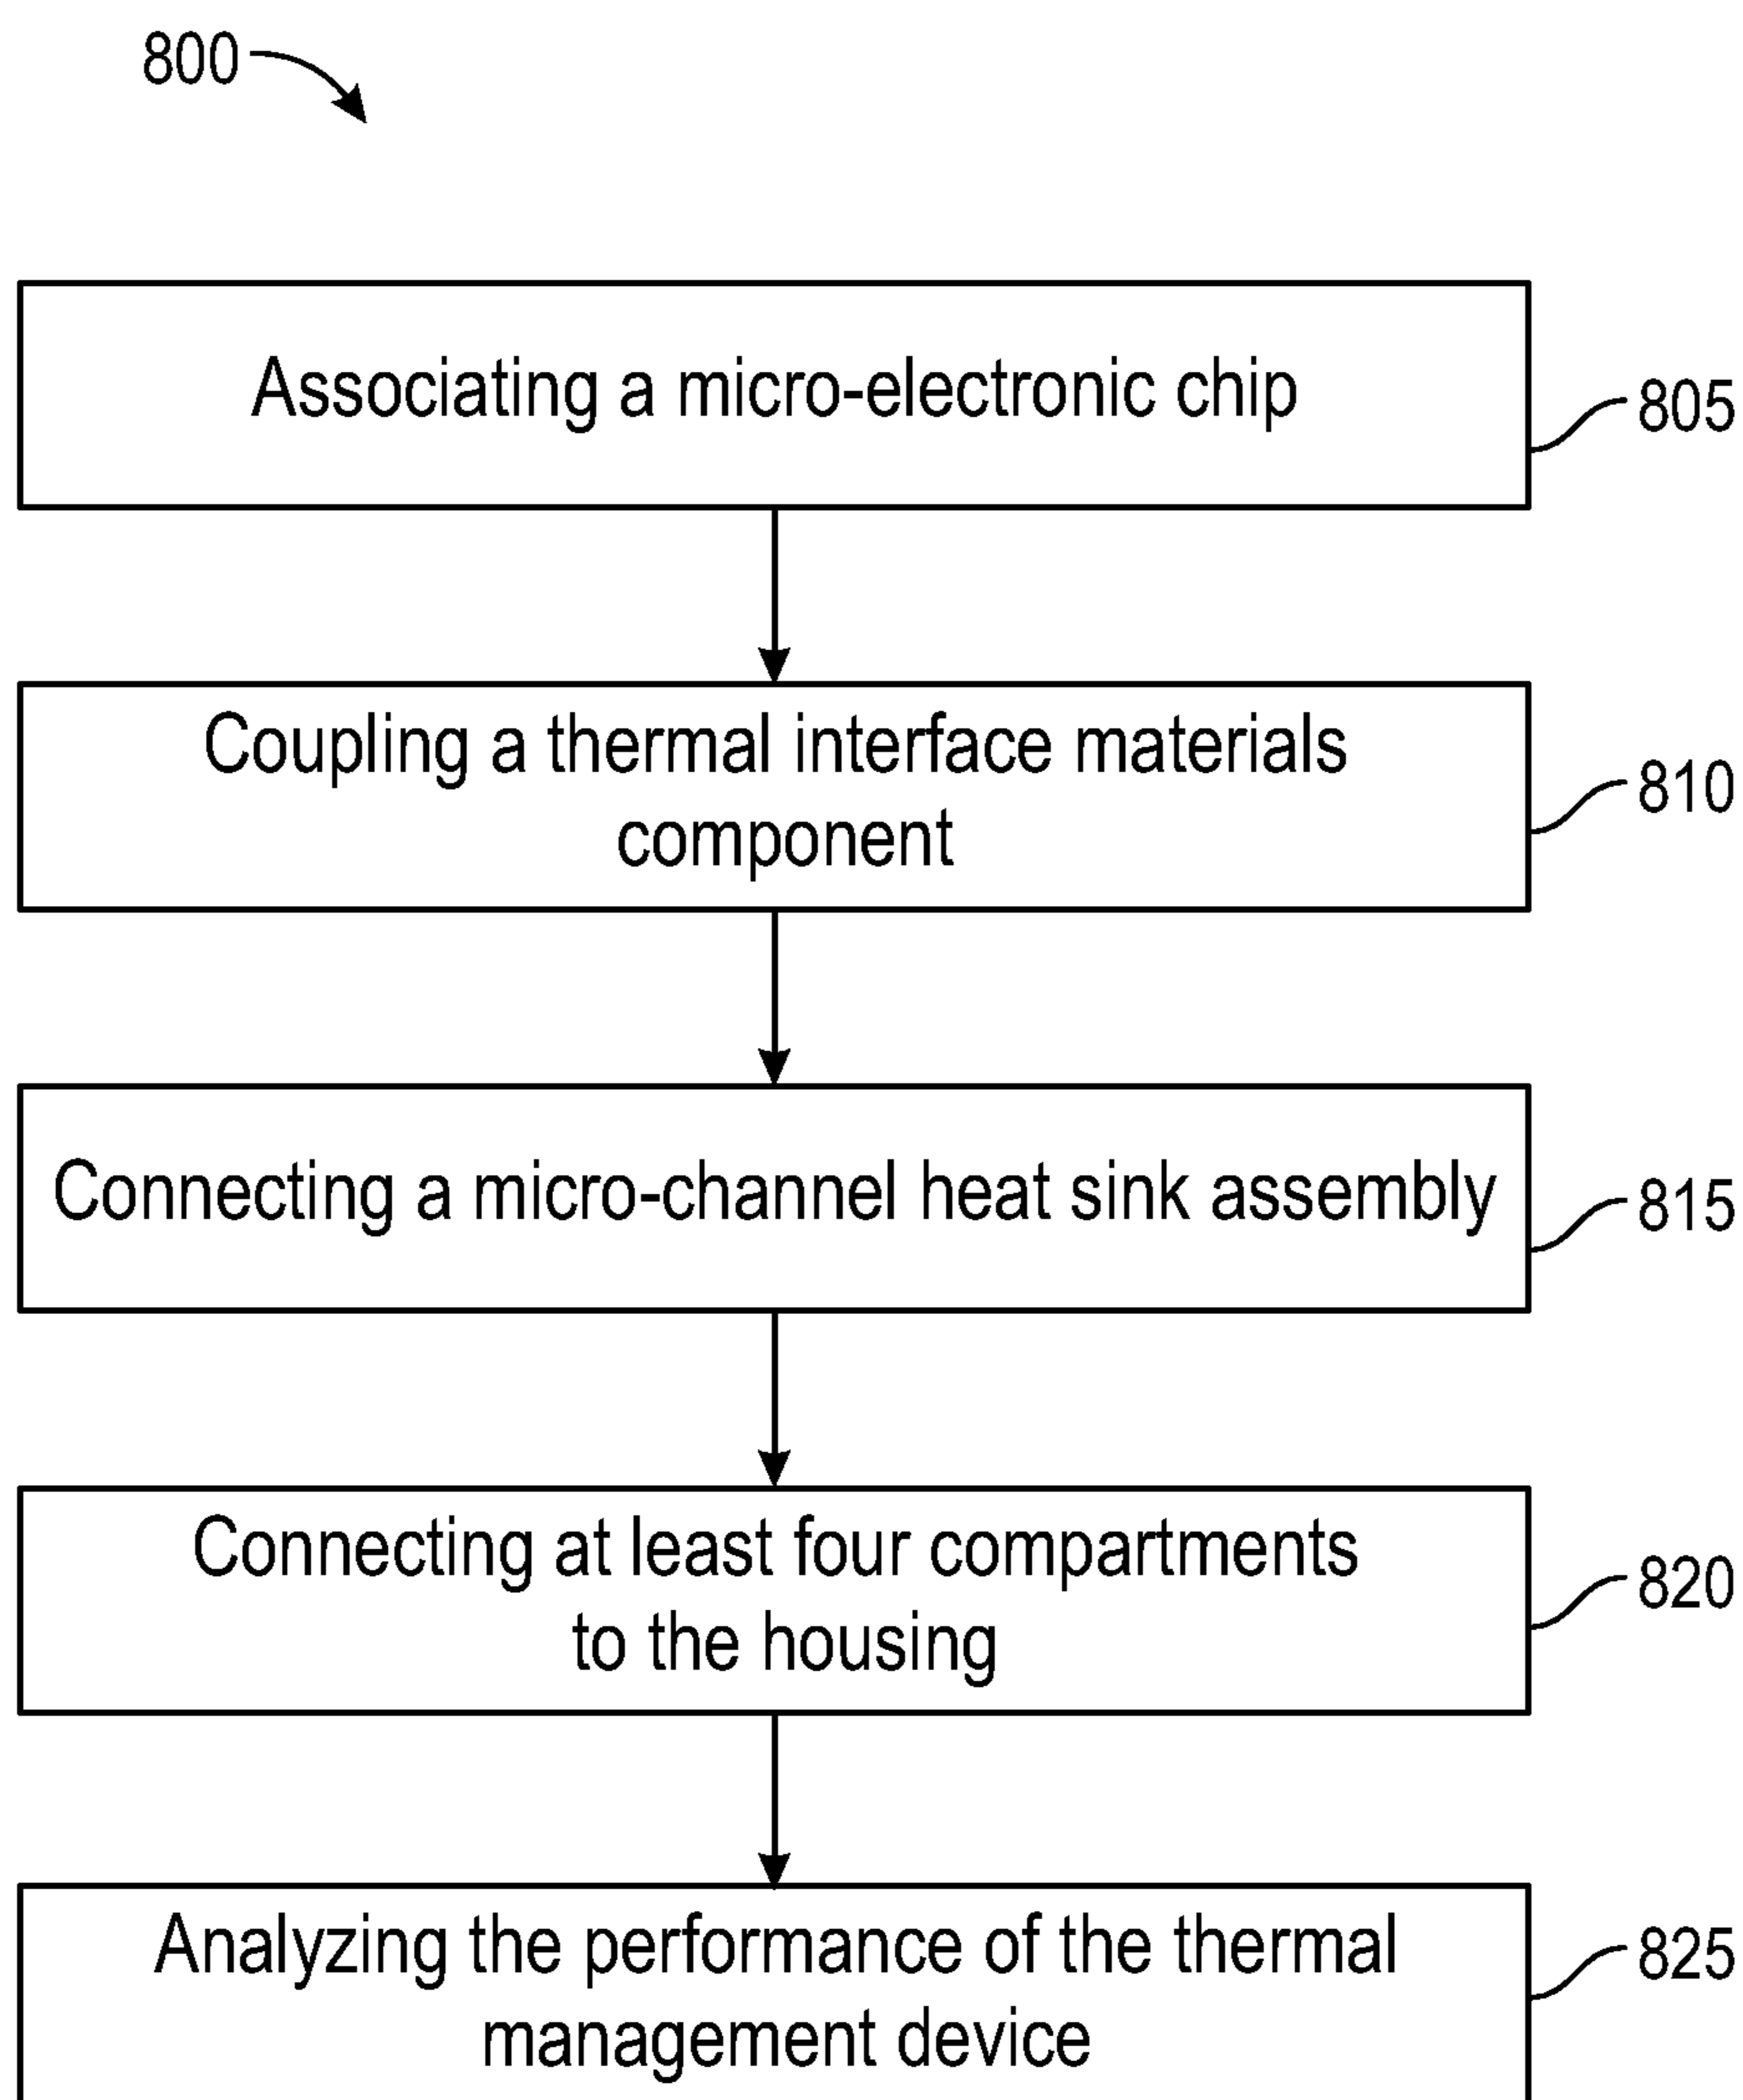 800
Associating a micro-electronic chip
805
Coupling a thermal interface materials
component
810
Connecting a micro-channel heat sink assembly
815
Connecting at least four compartments
to the housing
820
Analyzing the performance of the thermal
management device
825